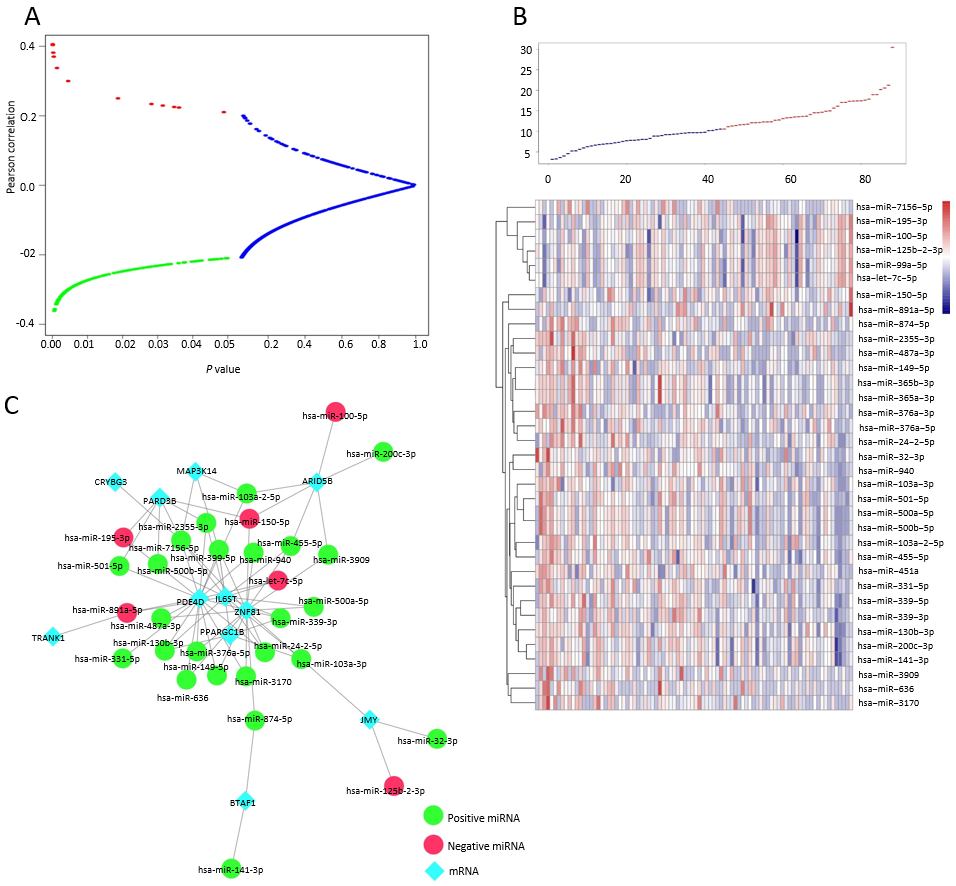 A
Pearson correlation
0.4
0.2
0.0
-02
-0.4
0.00 0.01 0.02 0.03 0.04 0.05 0.2 0.4 0.6 0.8 1.0
P value
B
30
25
20
15
10
5
0 20 40 60 80
hsa-miR-7156-5p
hsa-miR-195-3p
hsa-miR-100-5p
hsa-miR-125b-2-3p
hsa-miR-99a-5p
hsa-let-7c-5p
hsa-miR-150-5p
hsa-miR-891a-5p
hsa-miR-874-5p
hsa-miR-2355-3p
hsa-miR-487a-3p
hsa-miR-149-5p
hsa-miR-365b-3p
hsa-miR-365a-3p
hsa-miR-376a-3p
hsa-miR-376a-5p
hsa-miR-24-2-5p
hsa-miR-32-3p
hsa-miR-940
hsa-miR-103a-3p
hsa-miR-501-5p
hsa-miR-500a-5p
hsa-miR-500b-5p
hsa-miR-103a-2-5p
hsa-miR-455-5p
hsa-miR-451a
hsa-miR-331-5p
hsa-miR-339-5p
hsa-miR-339-3p
hsa-miR-130b-3p
hsa-miR-200c-3p
hsa-miR-141-3p
hsa-miR-3909
hsa-miR-636
hsa-miR-3170
C
hsa-miR-100-5p
hsa-miR-200c-3p
MAP3K14
CRYBG3
ARID5B
PARD3B
hsa-miR-103a-2-5p
hsa-miR-150-5p
hsa-miR-2355-3p
hsa-miR-195-3p
hsa-miR-7156-5p
hsa-miR-455-5p
hsa-miR-399-5p
hsa-miR-940
hsa-miR-3909
hsa-miR-501-5p
hsa-miR-500b-5p
hsa-let-7c-5p
PDE4D
IL6ST
hsa-miR-500a-5p
hsa-miR-891a-5p
ZNF81
hsa-miR-487a-3p
hsa-miR-339-3p
TRANK1
PPARGC1B
hsa-miR-130b-3p
hsa-miR-24-2-5p
hsa-miR-376a-5p
hsa-miR-331-5p
hsa-miR-103a-3p
hsa-miR-149-5p
hsa-miR-3170
hsa-miR-636
hsa-miR-874-5p
JMY
hsa-miR-32-3p
hsa-miR-125b-2-3p
BTAF1
hsa-miR-141-3p
Positive miRNA
Negative miRNA
mRNA